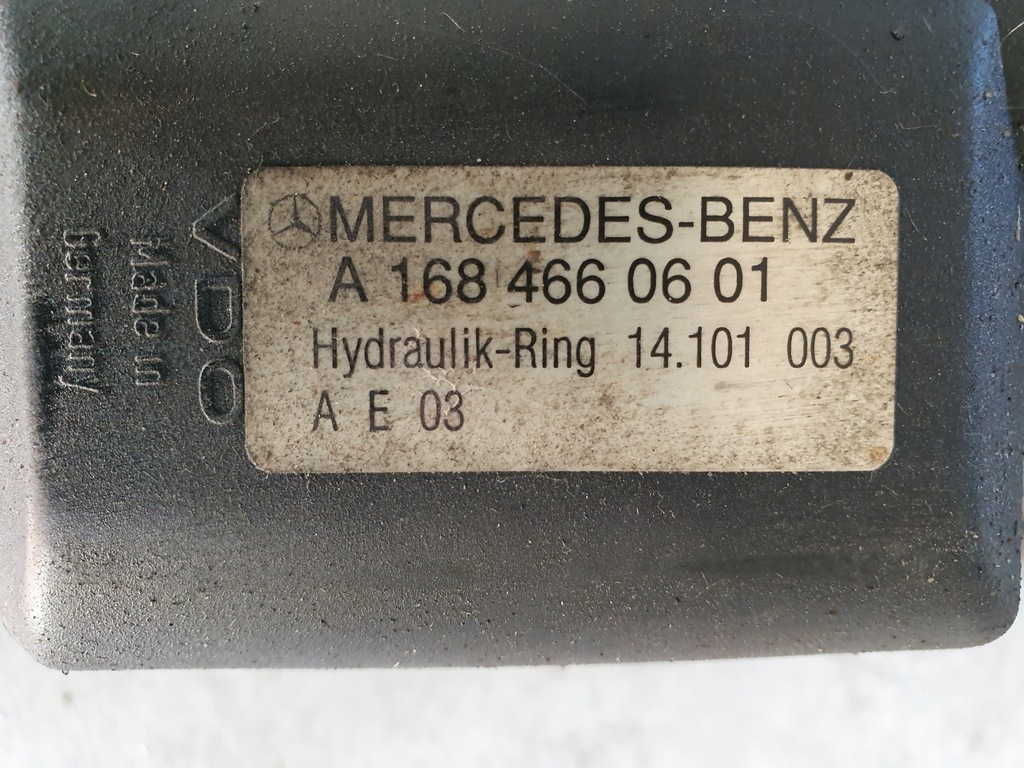 MERCEDES-BENZ
A 168 466 06 01
Hydraulik-Ring 14.101 003
A E 03
VDO
Made in
Germany